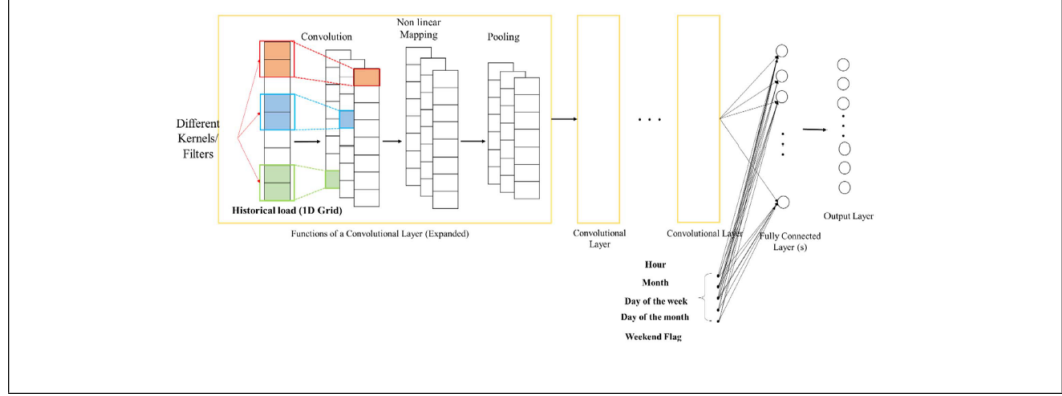 Non linear
Mapping
Convolution
Pooling
Different
Kernels/
Filters
Historical load (1D Grid)
Functions of a Convolutional Layer (Expanded)
Convolutional
Layer
Convolutional Layer
Fully Connected
Layer (s)
Output Layer
Hour
Month
Day of the week
Day of the month
Weekend Flag